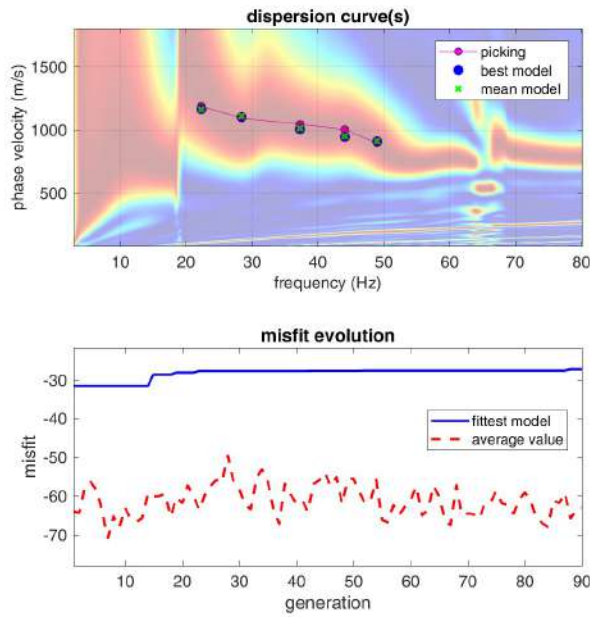 dispersion curve(s)
phase velocity (m/s)
1500
1000
500
picking
best model
mean model
10 20 30 40 50 60 70 80
frequency (Hz)
misfit evolution
misfit
-30
-40
-50
-60
-70
fittest model
average value
10 20 30 40 50 60 70 80 90
generation